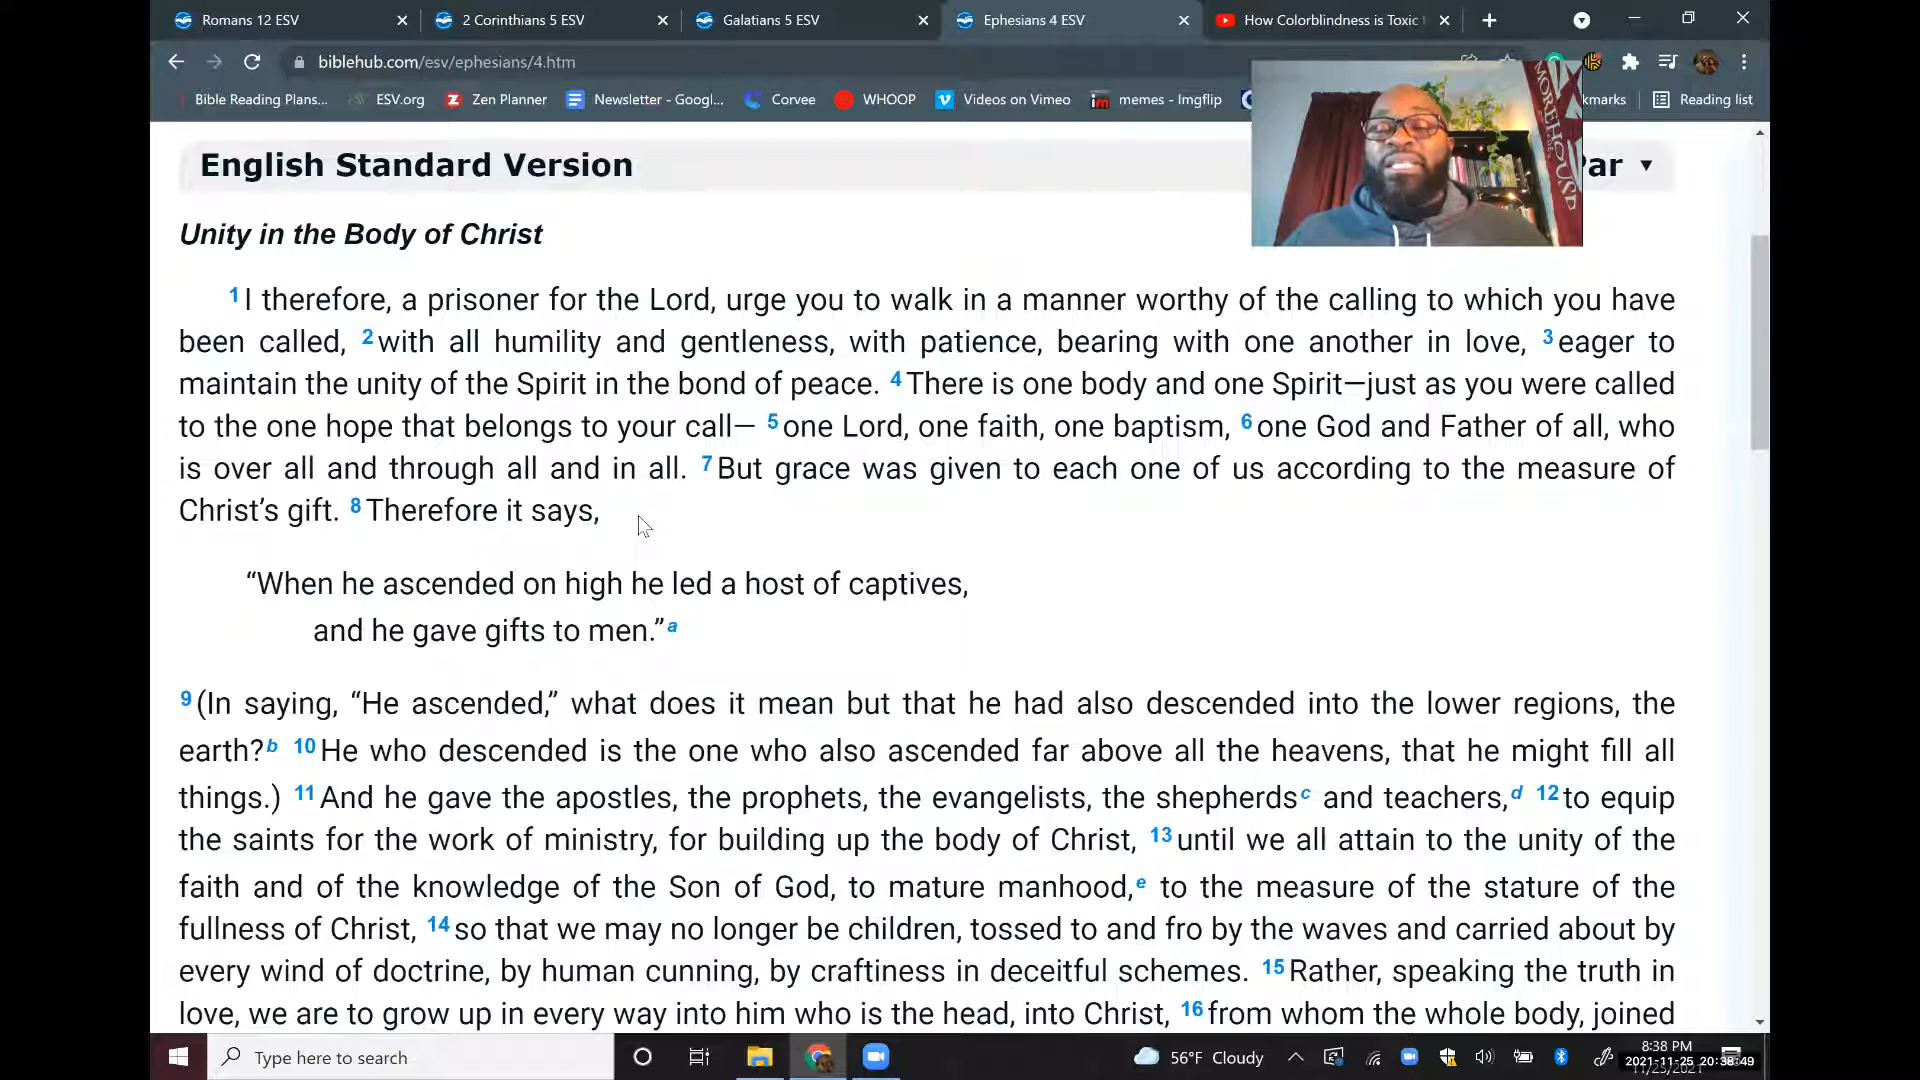 Romans 12 ESV
2 Corinthians 5 ESV
Galatians 5 ESV
Ephesians 4 ESV
How Colorblindness is Toxic
biblehub.com/esv/ephesians/4.htm
Bible Reading Plans...
ESV.org
Zen Planner
Newsletter - Googl...
Corvee
WHOOP
Videos on Vimeo
memes - Imgflip
kmarks
Reading list
MOREHOUSE
English Standard Version
Par ▼
Unity in the Body of Christ
1 I therefore, a prisoner for the Lord, urge you to walk in a manner worthy of the calling to which you have
been called, 2 with all humility and gentleness, with patience, bearing with one another in love, 3 eager to
maintain the unity of the Spirit in the bond of peace. 4 There is one body and one Spirit—just as you were called
to the one hope that belongs to your call— 5 one Lord, one faith, one baptism, 6 one God and Father of all, who
is over all and through all and in all. 7 But grace was given to each one of us according to the measure of
Christ’s gift. 8 Therefore it says,
“When he ascended on high he led a host of captives,
and he gave gifts to men.” a
9 (In saying, “He ascended,” what does it mean but that he had also descended into the lower regions, the
earth? b 10 He who descended is the one who also ascended far above all the heavens, that he might fill all
things.) 11 And he gave the apostles, the prophets, the evangelists, the shepherds c and teachers, d 12 to equip
the saints for the work of ministry, for building up the body of Christ, 13 until we all attain to the unity of the
faith and of the knowledge of the Son of God, to mature manhood, e to the measure of the stature of the
fullness of Christ, 14 so that we may no longer be children, tossed to and fro by the waves and carried about by
every wind of doctrine, by human cunning, by craftiness in deceitful schemes. 15 Rather, speaking the truth in
love, we are to grow up in every way into him who is the head, into Christ, 16 from whom the whole body, joined
Type here to search
56°F Cloudy
8:38 PM
2021-11-25 20:38:49